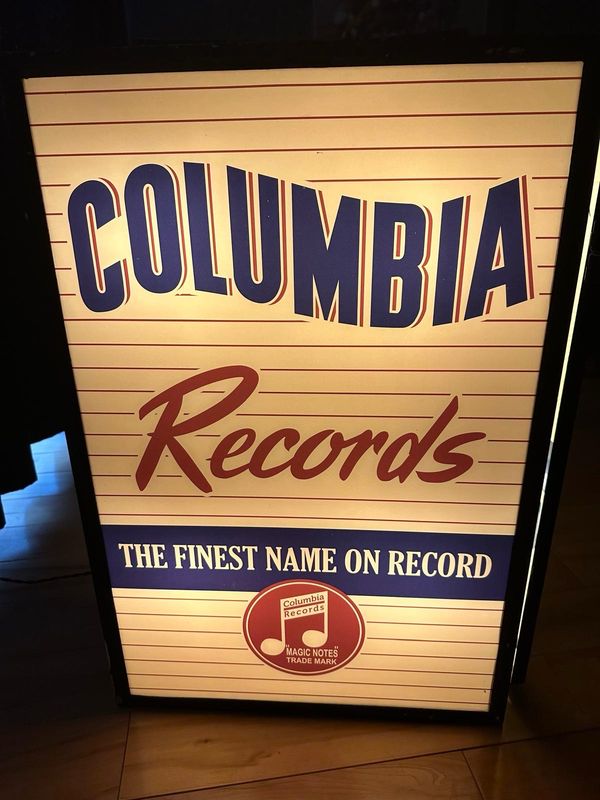 COLUMBIA
Records
THE FINEST NAME ON RECORD
Columbia
Records
"MAGIC NOTES"
TRADE MARK